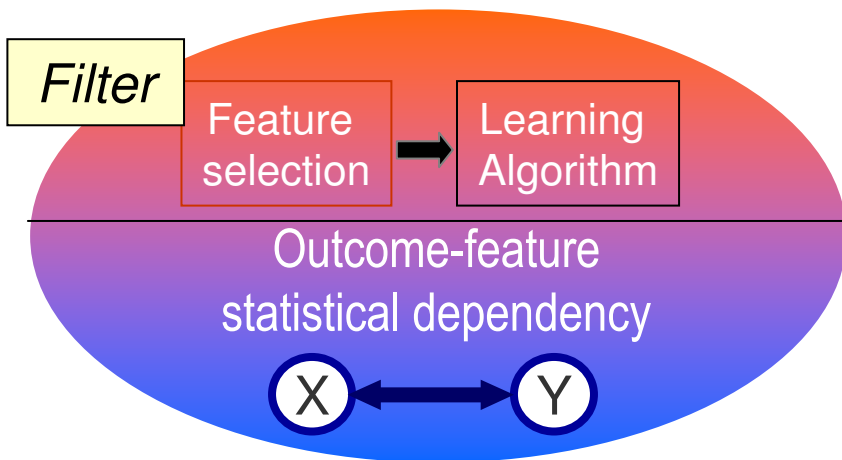 Filter
Feature
selection
Learning
Algorithm
Outcome-feature
statistical dependency
X
Y